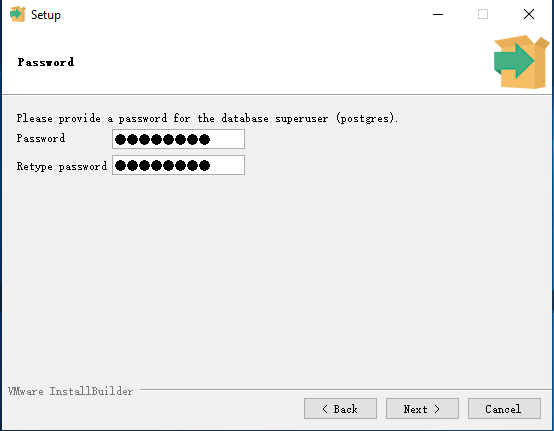 Setup
Password
Please provide a password for the database superuser (postgres).
Password
Retype password
VMware InstallBuilder
< Back
Next >
Cancel